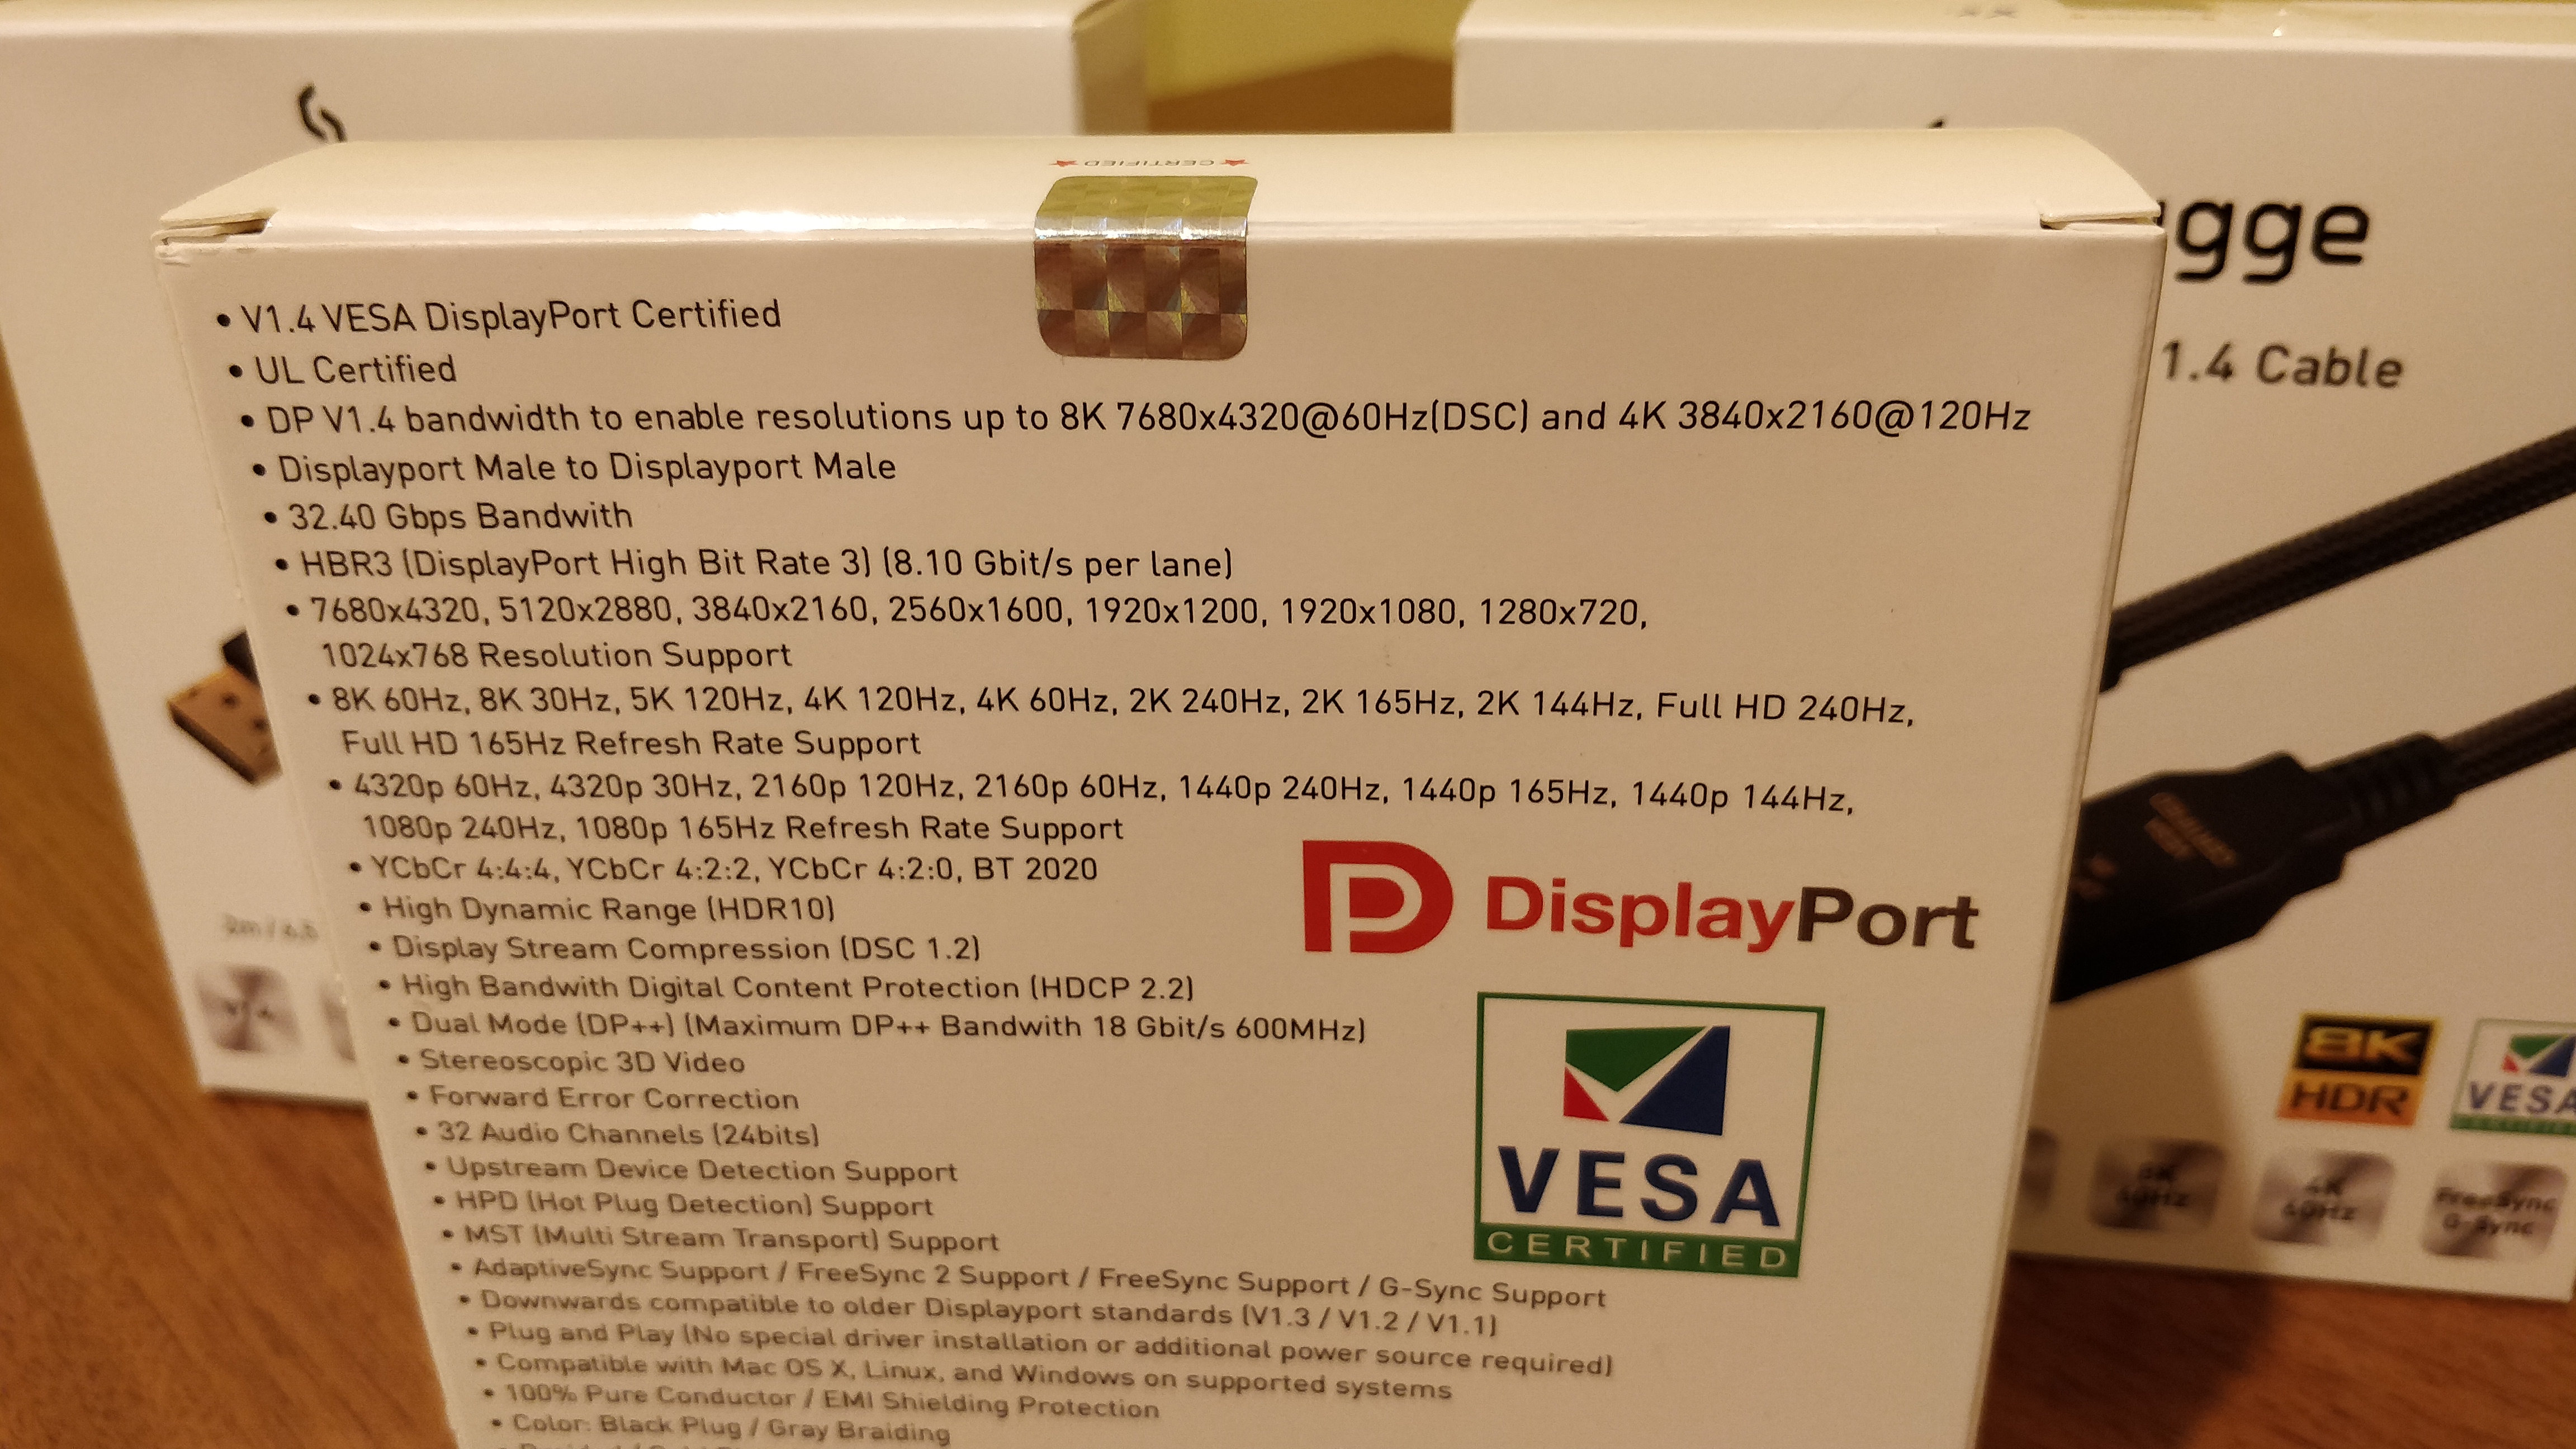 CERTIFIED
gge
1.4 Cable
• V1.4 VESA DisplayPort Certified
• UL Certified
• DP V1.4 bandwidth to enable resolutions up to 8K 7680x4320@60Hz(DSC) and 4K 3840x2160@120Hz
• Displayport Male to Displayport Male
• 32.40 Gbps Bandwith
• HBR3 (DisplayPort High Bit Rate 3) (8.10 Gbit/s per lane)
• 7680x4320, 5120x2880, 3840x2160, 2560x1600, 1920x1200, 1920x1080, 1280x720,
1024x768 Resolution Support
• 8K 60Hz, 8K 30Hz, 5K 120Hz, 4K 120Hz, 4K 60Hz, 2K 240Hz, 2K 165Hz, 2K 144Hz, Full HD 240Hz,
Full HD 165Hz Refresh Rate Support
• 4320p 60Hz, 4320p 30Hz, 2160p 120Hz, 2160p 60Hz, 1440p 240Hz, 1440p 165Hz, 1440p 144Hz,
1080p 240Hz, 1080p 165Hz Refresh Rate Support
• YCbCr 4:4:4, YCbCr 4:2:2, YCbCr 4:2:0, BT 2020
• High Dynamic Range (HDR10)
• Display Stream Compression (DSC 1.2)
• High Bandwith Digital Content Protection (HDCP 2.2)
• Dual Mode (DP++) (Maximum DP++ Bandwith 18 Gbit/s 600MHz)
• Stereoscopic 3D Video
• Forward Error Correction
• 32 Audio Channels (24bits)
• Upstream Device Detection Support
• HPD (Hot Plug Detection) Support
• MST (Multi Stream Transport) Support
• AdaptiveSync Support / FreeSync 2 Support / FreeSync Support / G-Sync Support
• Downwards compatible to older Displayport standards (V1.3 / V1.2 / V1.1)
• Plug and Play (No special driver installation or additional power source required)
• Compatible with Mac OS X, Linux, and Windows on supported systems
• 100% Pure Conductor / EMI Shielding Protection
• Color: Black Plug / Gray Braiding
DisplayPort
VESA
CERTIFIED
8K
HDR
VESA
4K
60Hz
FreeSync
G-Sync